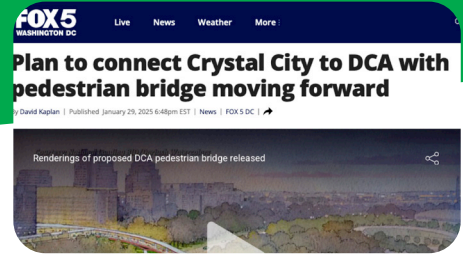 FOX 5
WASHINGTON DC
Live News Weather More
Plan to connect Crystal City to DCA with
pedestrian bridge moving forward
By David Kaplan | Published January 29, 2025 6:48pm EST | News | FOX 5 DC |
Renderings of proposed DCA pedestrian bridge released